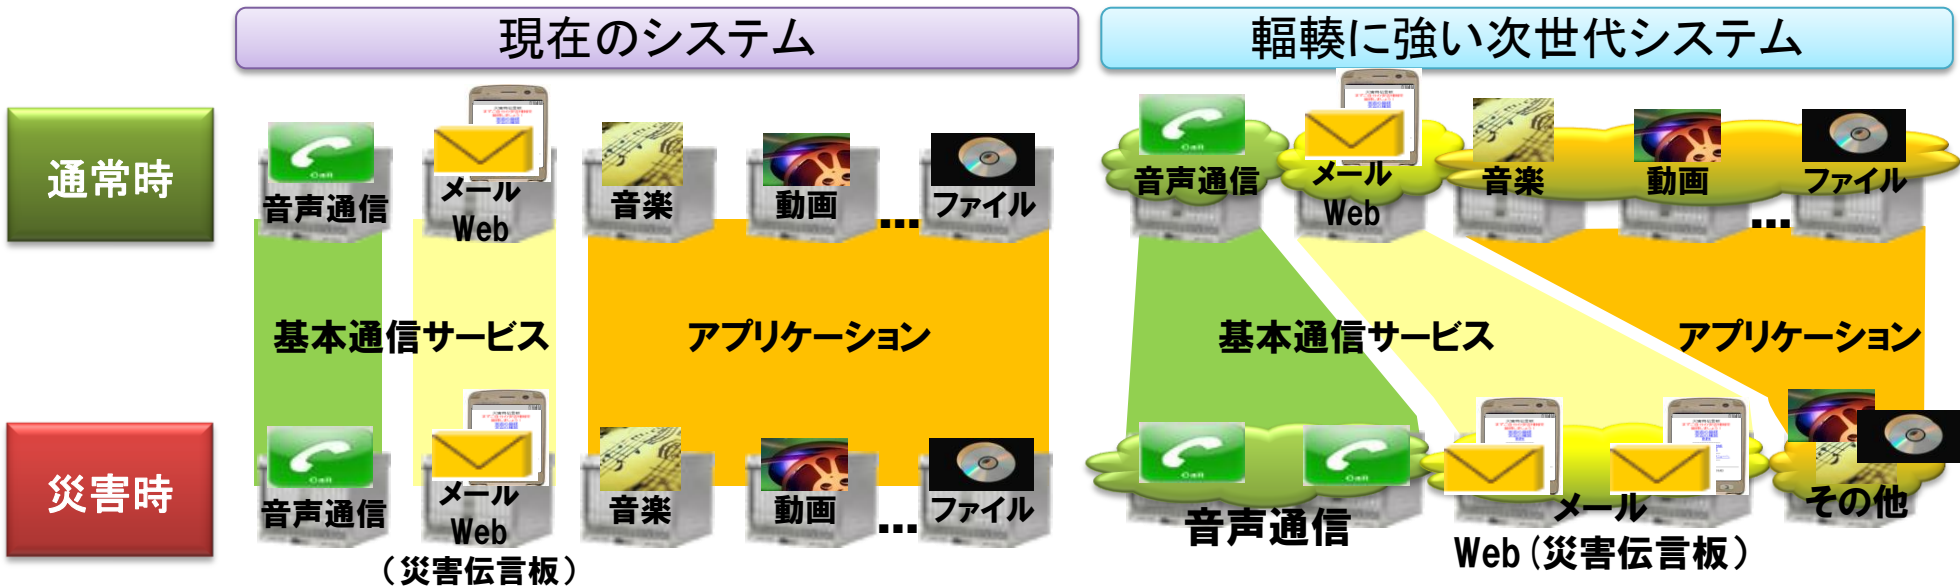 現在のシステム
輻輳に強い次世代システム
通常時
音声通信
メール
Web
音楽
動画
...
ファイル
音声通信
メール
Web
音楽
動画
...
ファイル
基本通信サービス
アプリケーション
基本通信サービス
アプリケーション
災害時
音声通信
メール
Web
(災害伝言板)
音楽
動画
...
ファイル
音声通信
メール
Web(災害伝言板)
その他